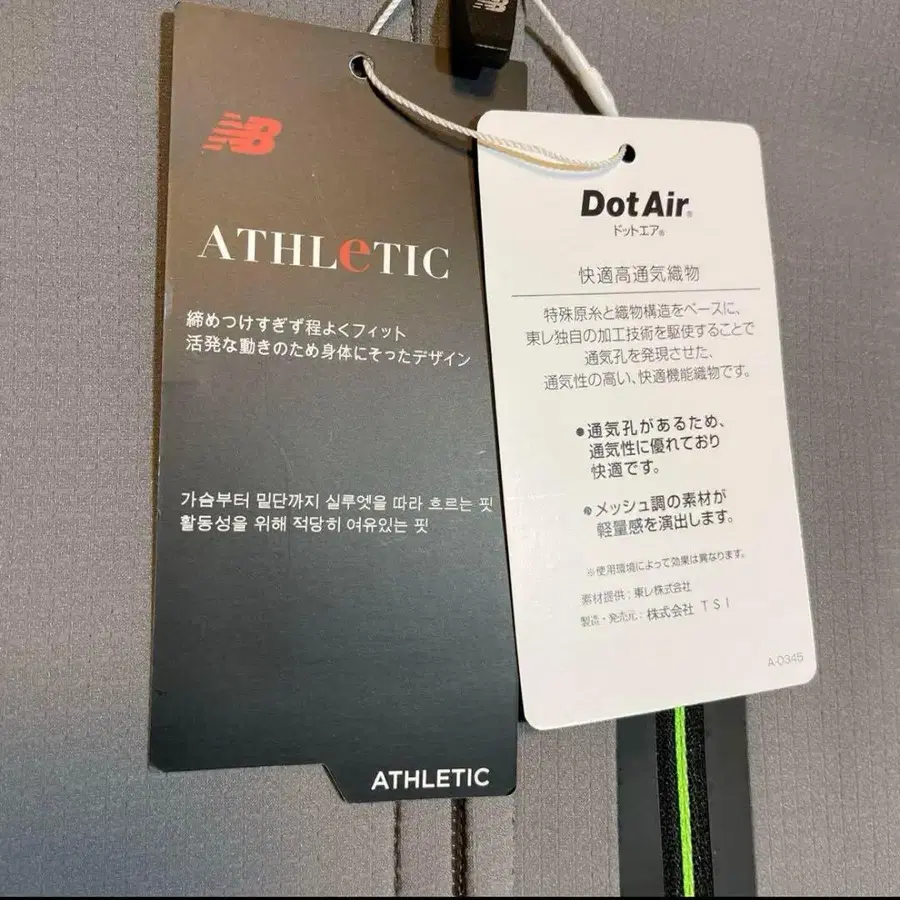 NB
NB
ATHLeTIC
締めつけすぎず程よくフィット
活発な動きのため身体にそったデザイン
가슴부터 밑단까지 실루엣을 따라 흐르는 핏
활동성을 위해 적당히 여유있는 핏
ATHLETIC
Dot Air®
ドットエア®
快適高通気織物
特殊原糸と織物構造をベースに、
東レ独自の加工技術を駆使することで
通気孔を発現させた、
通気性の高い、快適機能織物です。
●通気孔があるため、
通気性に優れており
快適です。
●メッシュ調の素材が
軽量感を演出します。
※使用環境によって効果は異なります。
素材提供：東レ株式会社
製造・発売元：株式会社 TSI
A-0345